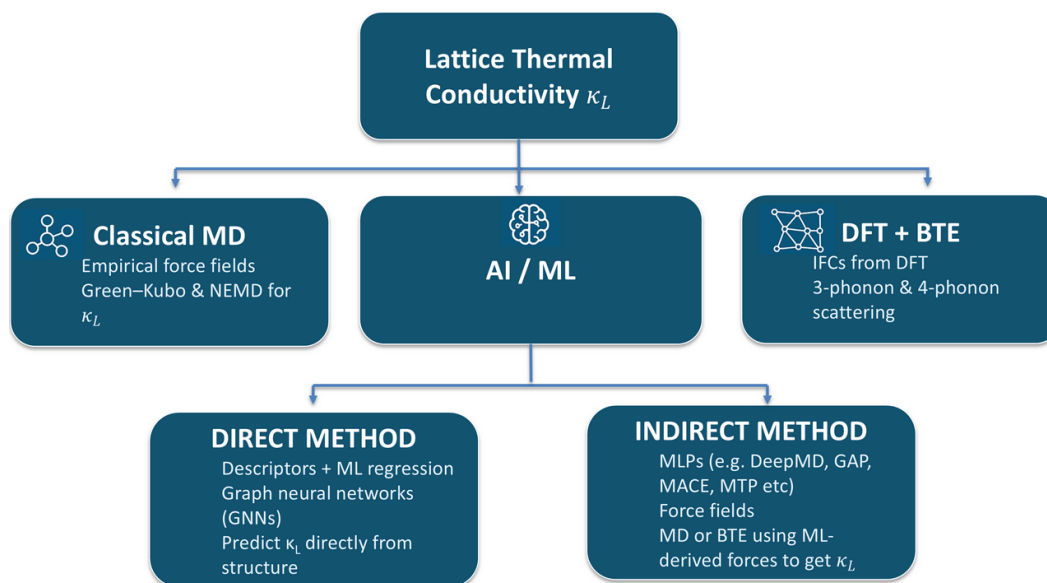 Lattice Thermal
Conductivity κL
Classical MD
Empirical force fields
Green–Kubo & NEMD for
κL
AI / ML
DFT + BTE
IFCs from DFT
3-phonon & 4-phonon
scattering
DIRECT METHOD
Descriptors + ML regression
Graph neural networks
(GNNs)
Predict κL directly from
structure
INDIRECT METHOD
MLPs (e.g. DeepMD, GAP,
MACE, MTP etc)
Force fields
MD or BTE using ML-
derived forces to get κL